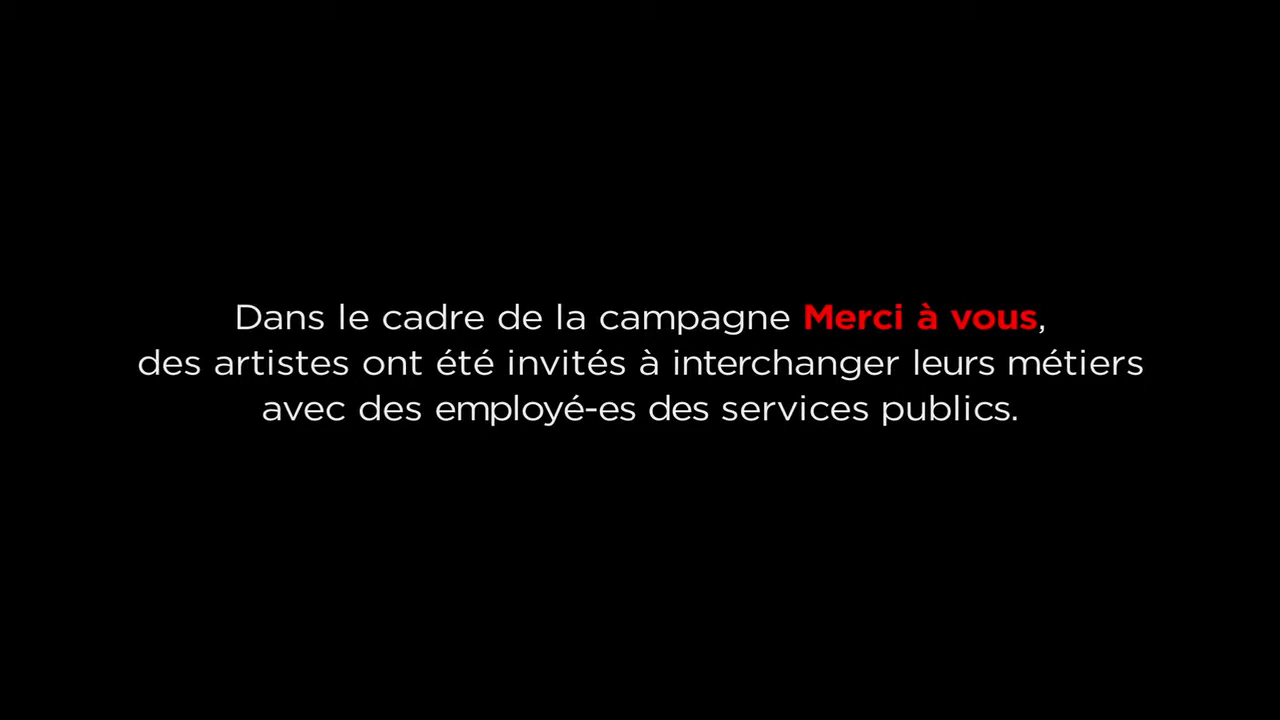 Dans le cadre de la campagne Merci à vous,
des artistes ont été invités à interchanger leurs métiers
avec des employé-es des services publics.